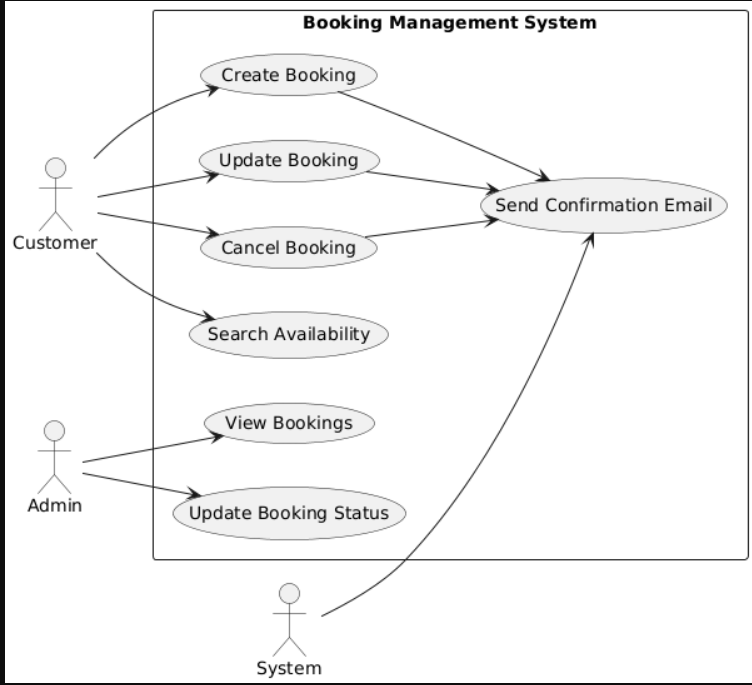 Booking Management System
Create Booking
Update Booking
Send Confirmation Email
Customer
Cancel Booking
Search Availability
View Bookings
Admin
Update Booking Status
System